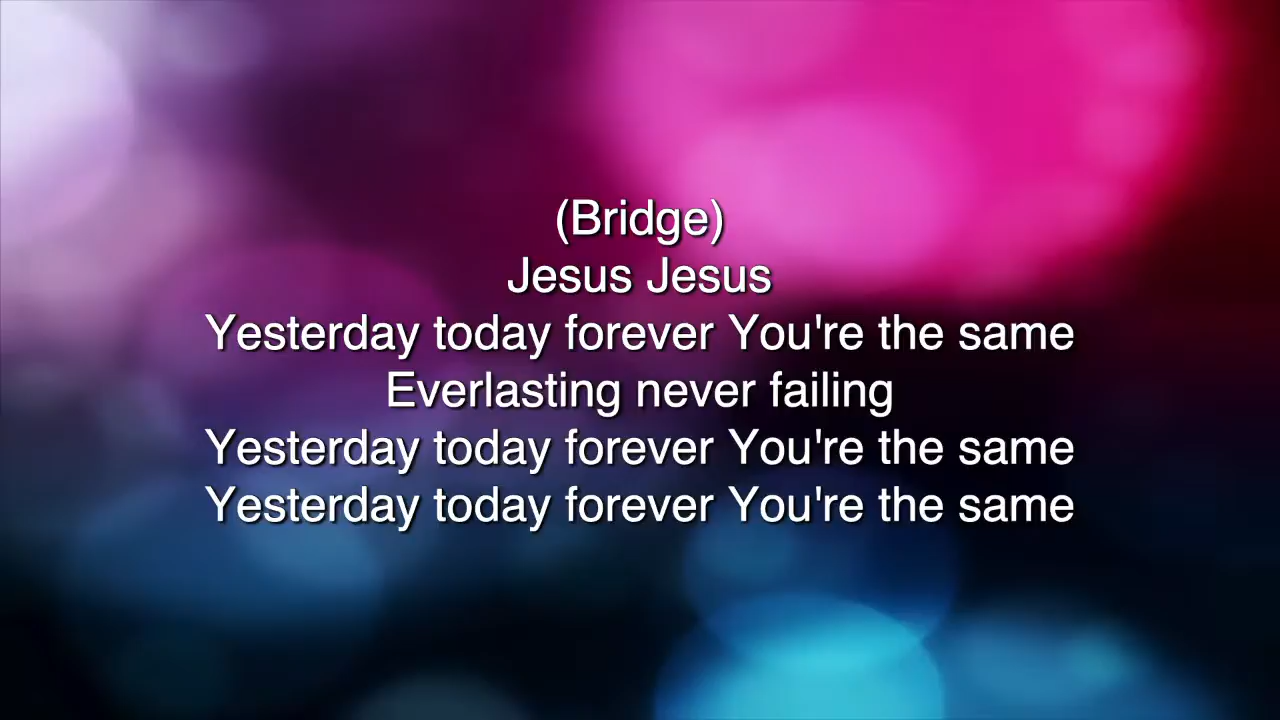 (Bridge)
Jesus Jesus
Yesterday today forever You're the same
Everlasting never failing
Yesterday today forever You're the same
Yesterday today forever You're the same